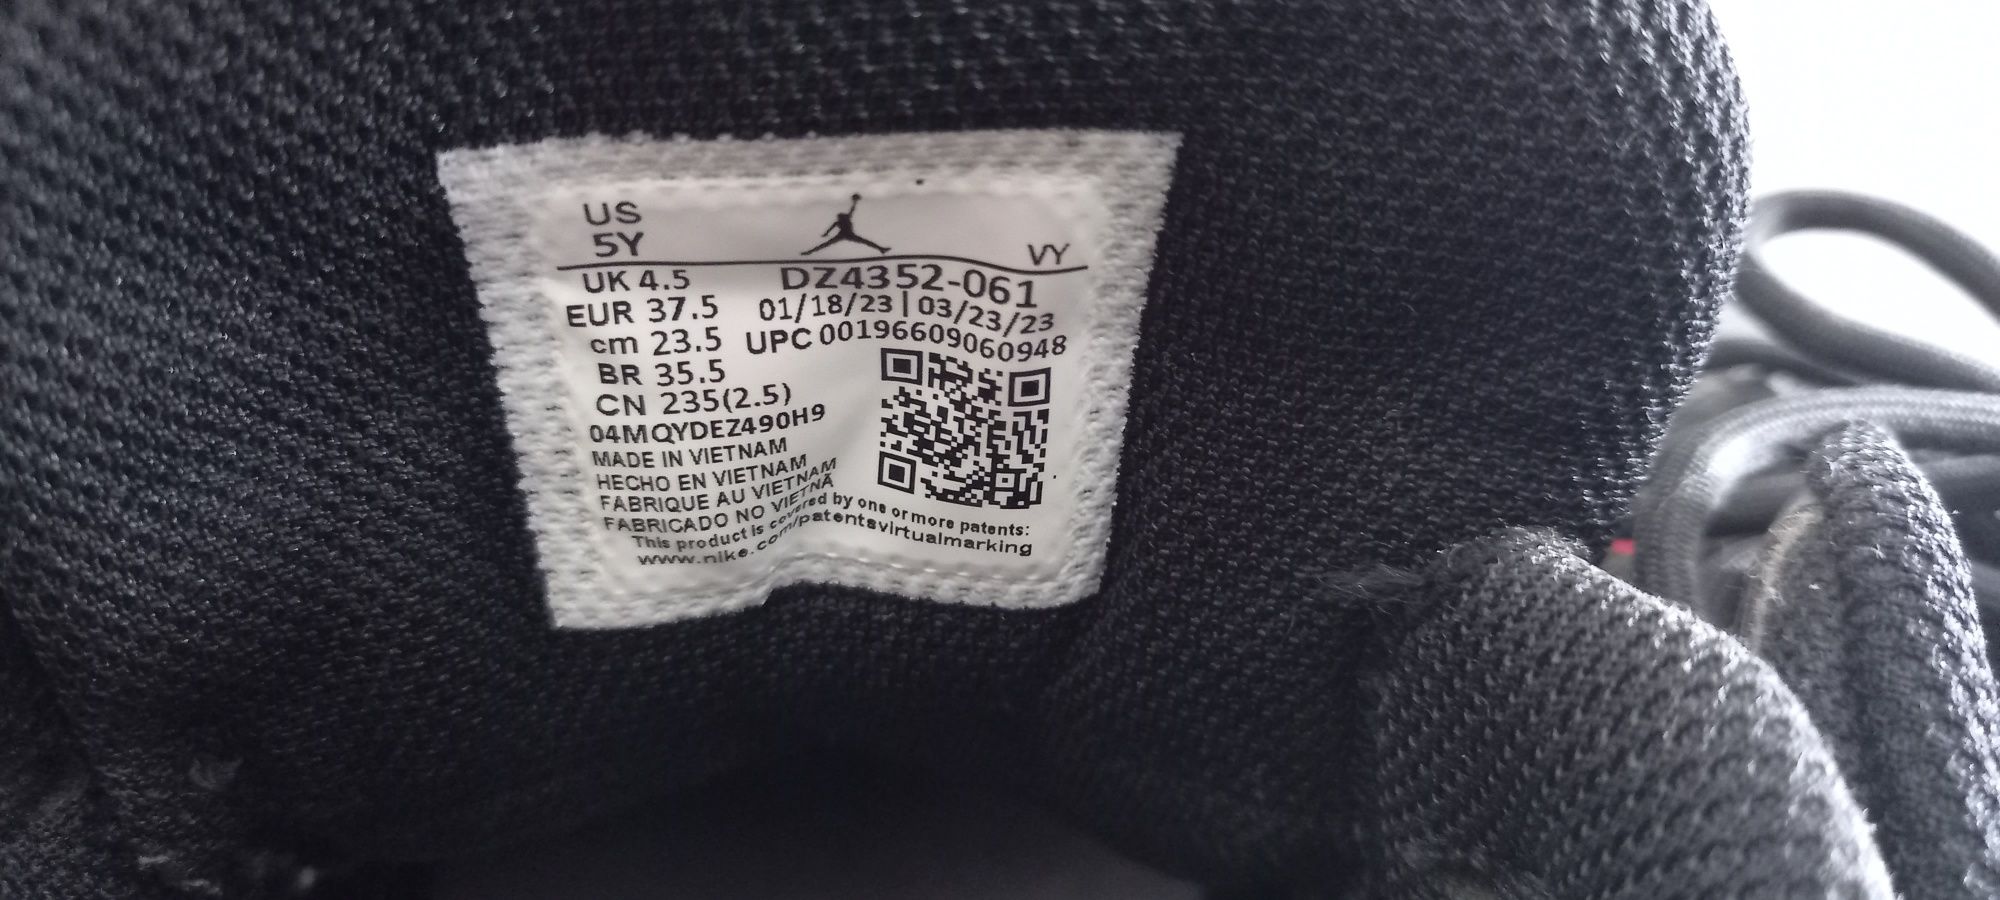 US
5Y
VY
UK 4.5
DZ4352-061
EUR 37.5
01/18/23 | 03/23/23
cm 23.5
UPC 00196609060948
BR 35.5
CN 235(2.5)
04MQYDEZ490H9
MADE IN VIETNAM
HECHO EN VIETNAM
FABRIQUE AU VIETNAM
FABRICADO NO VIETNÃ
This product is covered by one or more patents:
www.nike.com/patentsvirtualmarking